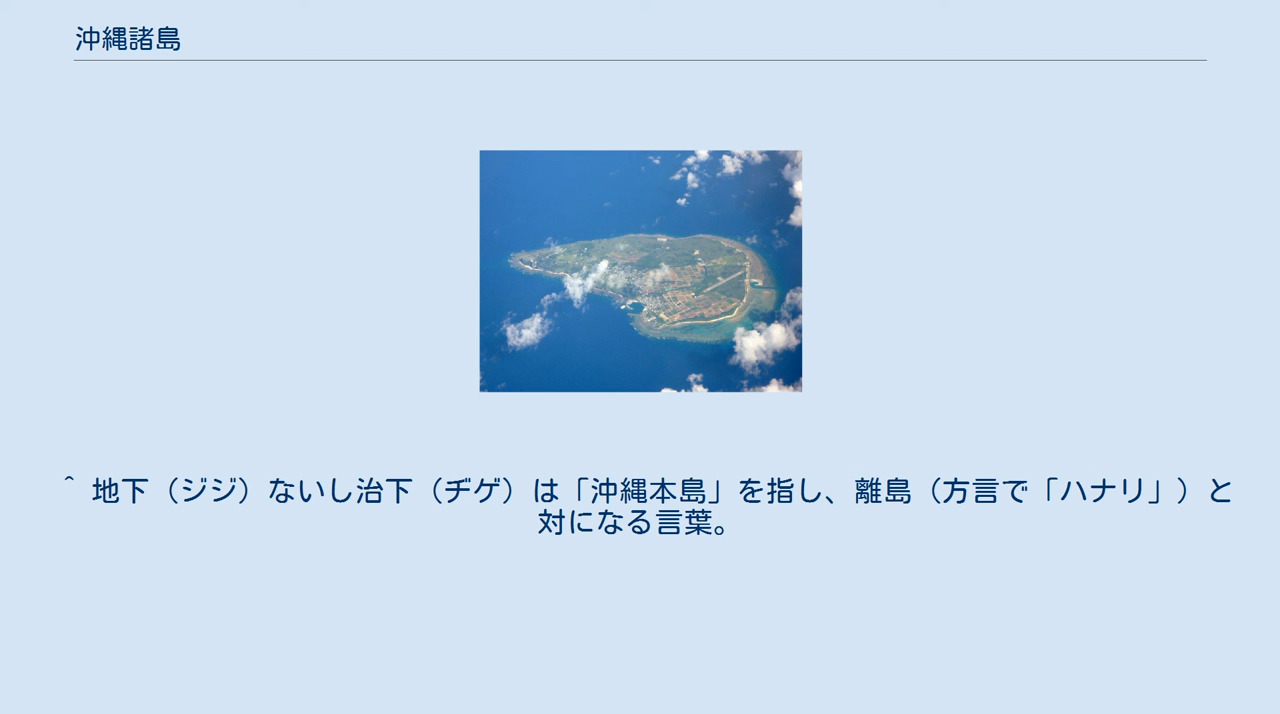 沖縄諸島
^ 地下（ジジ）ないし治下（ヂゲ）は「沖縄本島」を指し、離島（方言で「ハナリ」）と
対になる言葉。